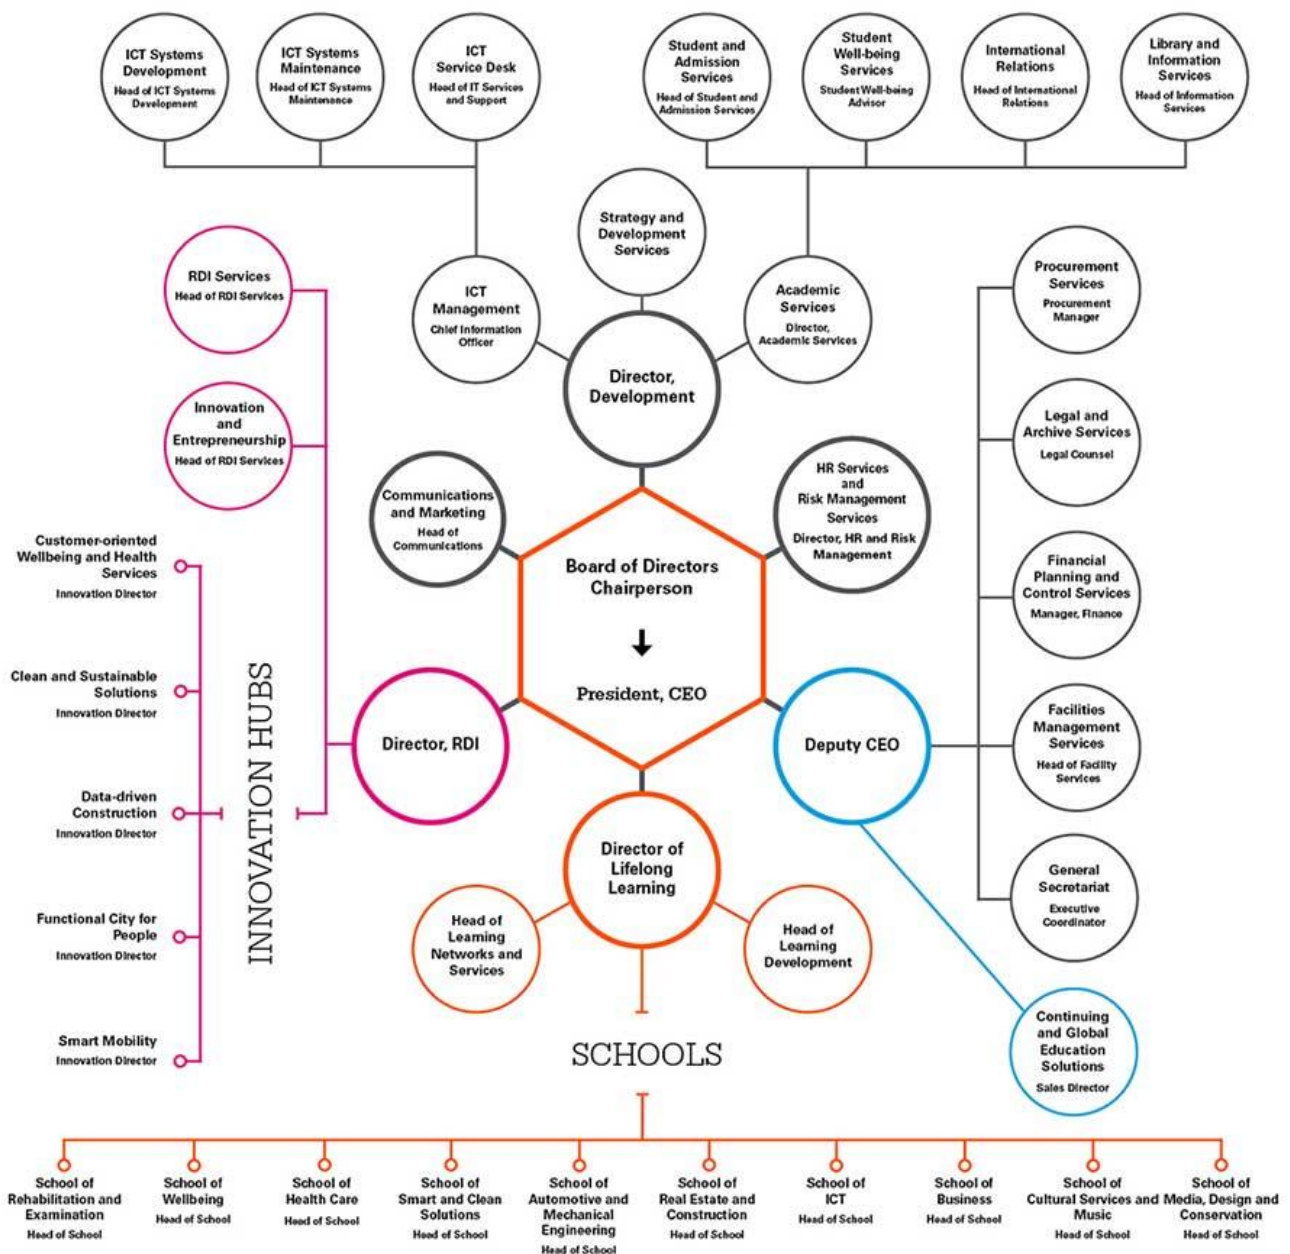 ICT Systems
Development
Head of ICT Systems
Development
ICT Systems
Maintenance
Head of ICT Systems
Maintenance
ICT
Service Desk
Head of IT Services
and Support
Student and
Admission
Services
Head of Student and
Admission Services
Student
Well-being
Services
Student Well-being
Advisor
International
Relations
Head of International
Relations
Library and
Information
Services
Head of Information
Services
Strategy and
Development
Services
ICT
Management
Chief Information
Officer
Academic
Services
Director,
Academic Services
Director,
Development
RDI Services
Head of RDI Services
Innovation
and
Entrepreneurship
Head of RDI Services
Procurement
Services
Procurement
Manager
Legal and
Archive Services
Legal Counsel
Financial
Planning and
Control Services
Manager, Finance
Facilities
Management
Services
Head of Facility
Services
General
Secretariat
Executive
Coordinator
Communications
and Marketing
Head of
Communications
HR Services
and
Risk Management
Services
Director, HR and Risk
Management
Board of Directors
Chairperson
President, CEO
Director, RDI
Deputy CEO
Customer-oriented
Wellbeing and Health
Services
Innovation Director
Clean and Sustainable
Solutions
Innovation Director
Data-driven
Construction
Innovation Director
Functional City for
People
Innovation Director
Smart Mobility
Innovation Director
INNOVATION HUBS
Director of
Lifelong
Learning
Head of
Learning
Networks and
Services
Head of
Learning
Development
Continuing
and Global
Education
Solutions
Sales Director
SCHOOLS
School of
Rehabilitation and
Examination
Head of School
School of
Wellbeing
Head of School
School of
Health Care
Head of School
School of
Smart and Clean
Solutions
Head of School
School of
Automotive and
Mechanical
Engineering
Head of School
School of
Real Estate and
Construction
Head of School
School of
ICT
Head of School
School of
Business
Head of School
School of
Cultural Services and
Music
Head of School
School of
Media, Design and
Conservation
Head of School